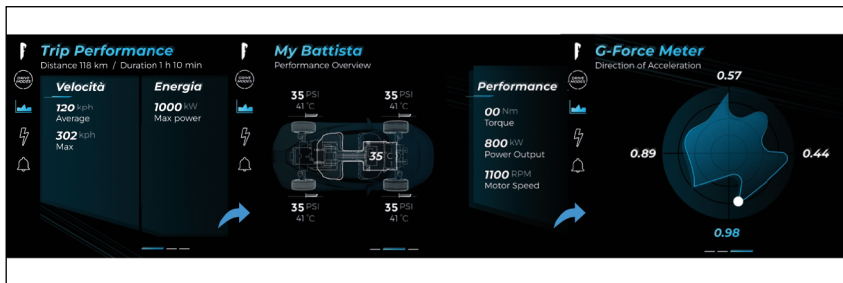 Trip Performance
Distance 118 km / Duration 1 h 10 min
DRIVE MODES
Velocità
120 kph
Average
302 kph
Max
Energia
1000 kW
Max power
My Battista
Performance Overview
DRIVE MODES
35 PSI
41 °C
35 PSI
41 °C
35 °C
35 PSI
41 °C
35 PSI
41 °C
Performance
00 Nm
Torque
800 kW
Power Output
1100 RPM
Motor Speed
G-Force Meter
Direction of Acceleration
DRIVE MODES
0.57
0.89
0.44
0.98